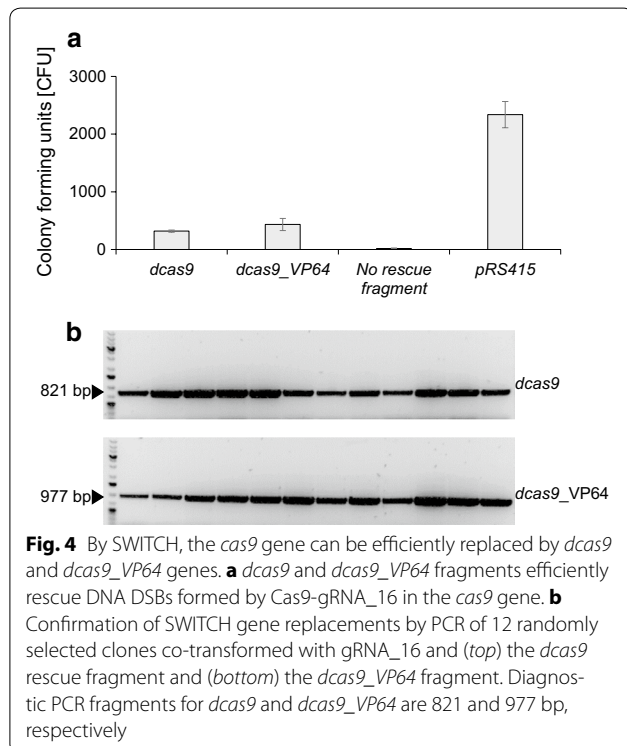 a
Colony forming units [CFU]
3000
2000
1000
0
dcas9
dcas9_VP64
No rescue
fragment
pRS415
b
821 bp
dcas9
977 bp
dcas9_VP64
Fig. 4 By SWITCH, the cas9 gene can be efficiently replaced by dcas9
and dcas9_VP64 genes. a dcas9 and dcas9_VP64 fragments efficiently
rescue DNA DSBs formed by Cas9-gRNA_16 in the cas9 gene. b
Confirmation of SWITCH gene replacements by PCR of 12 randomly
selected clones co-transformed with gRNA_16 and (top) the dcas9
rescue fragment and (bottom) the dcas9_VP64 fragment. Diagnos-
tic PCR fragments for dcas9 and dcas9_VP64 are 821 and 977 bp,
respectively